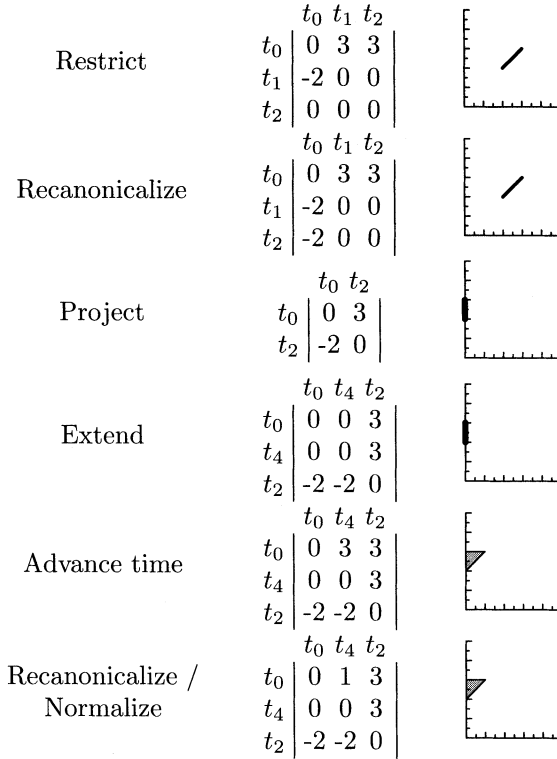 t₀ t₁ t₂
Restrict t₀ 0 3 3
t₁ -2 0 0
t₂ 0 0 0
t₀ t₁ t₂
Recanonicalize t₀ 0 3 3
t₁ -2 0 0
t₂ -2 0 0
t₀ t₂
Project t₀ 0 3
t₂ -2 0
t₀ t₄ t₂
Extend t₀ 0 0 3
t₄ 0 0 3
t₂ -2 -2 0
t₀ t₄ t₂
Advance time t₀ 0 3 3
t₄ 0 0 3
t₂ -2 -2 0
t₀ t₄ t₂
Recanonicalize / t₀ 0 1 3
Normalize t₄ 0 0 3
t₂ -2 -2 0